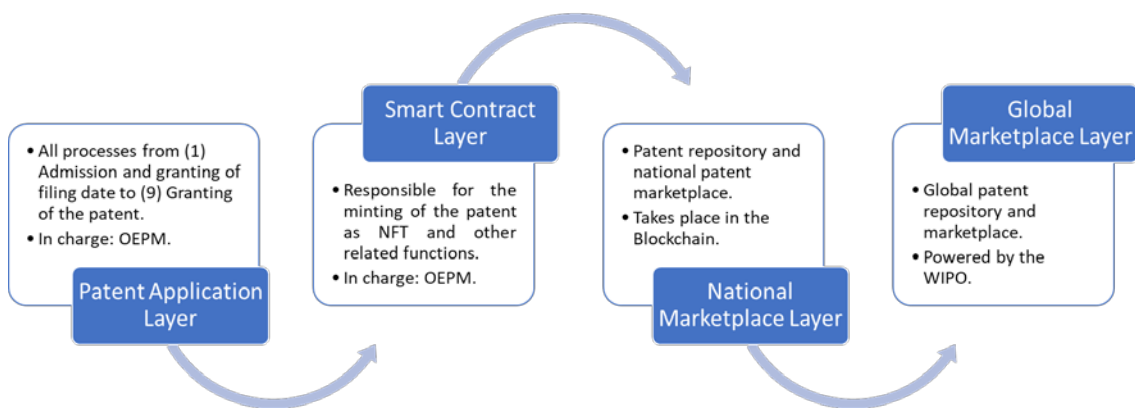 • All processes from (1)
Admission and granting of
filing date to (9) Granting
of the patent.
• In charge: OEPM.
Patent Application
Layer
Smart Contract
Layer
• Responsible for the
minting of the patent
as NFT and other
related functions.
• In charge: OEPM.
• Patent repository and
national patent
marketplace.
• Takes place in the
Blockchain.
National
Marketplace Layer
Global
Marketplace Layer
• Global patent
repository and
marketplace.
• Powered by the
WIPO.